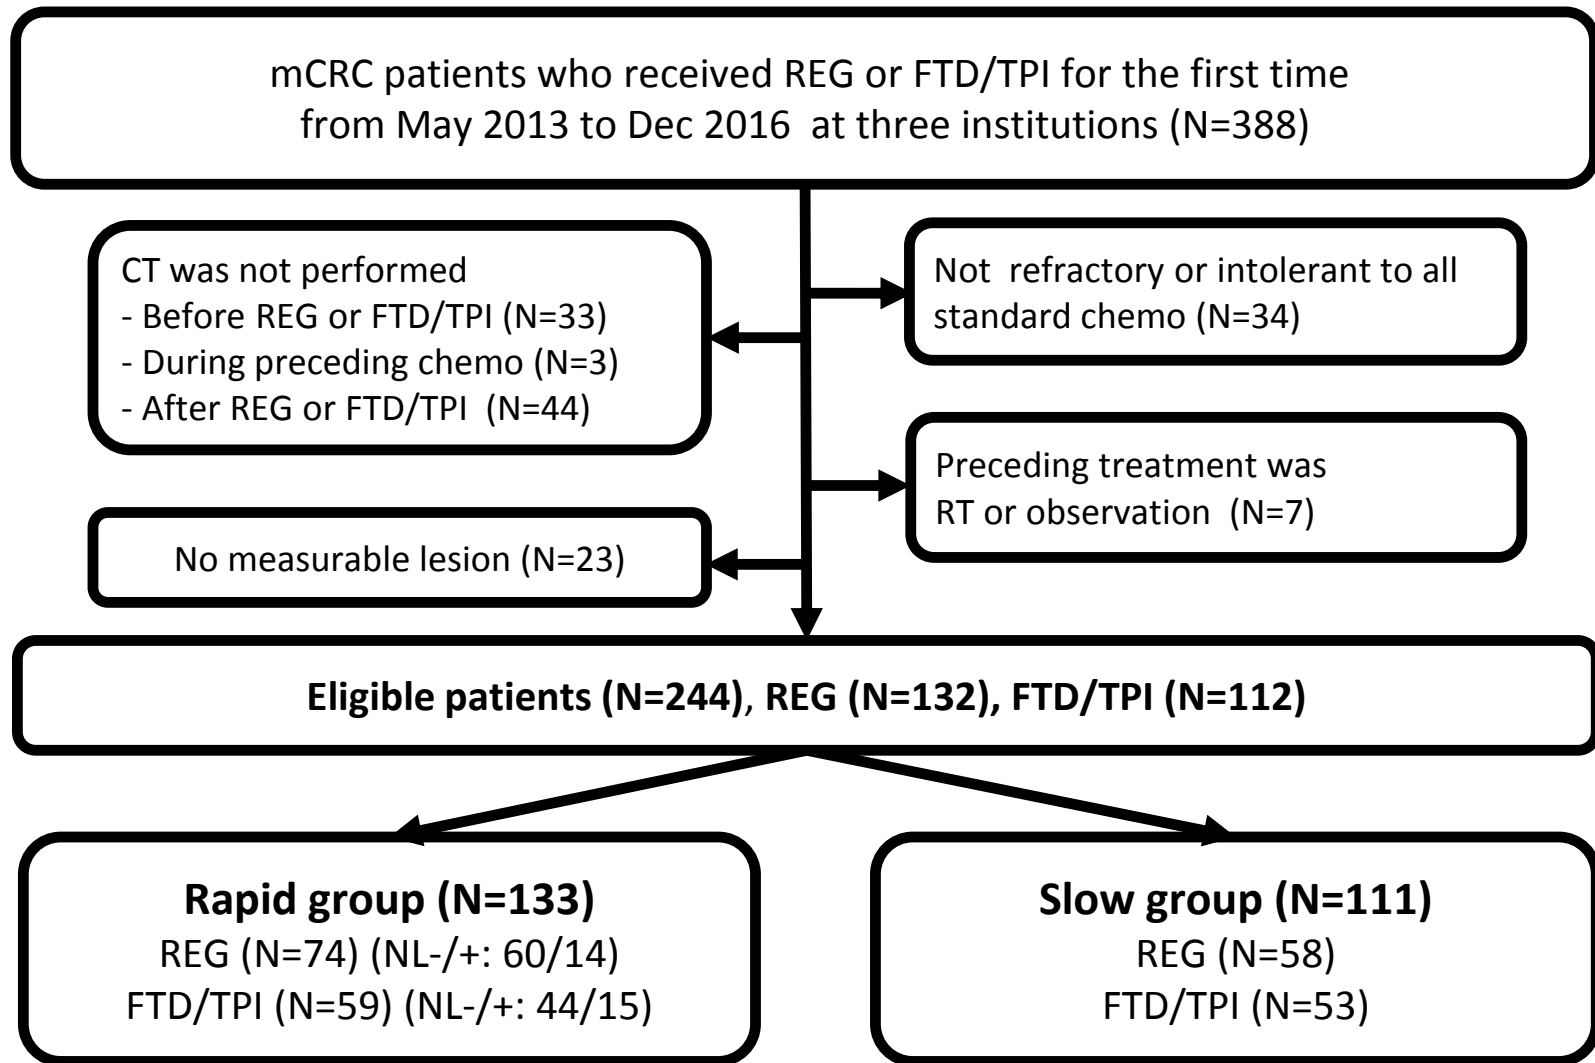 mCRC patients who received REG or FTD/TPI for the first time
from May 2013 to Dec 2016 at three institutions (N=388)
CT was not performed
- Before REG or FTD/TPI (N=33)
- During preceding chemo (N=3)
- After REG or FTD/TPI (N=44)
Not refractory or intolerant to all
standard chemo (N=34)
Preceding treatment was
RT or observation (N=7)
No measurable lesion (N=23)
Eligible patients (N=244), REG (N=132), FTD/TPI (N=112)
Rapid group (N=133)
REG (N=74) (NL-/+: 60/14)
FTD/TPI (N=59) (NL-/+: 44/15)
Slow group (N=111)
REG (N=58)
FTD/TPI (N=53)